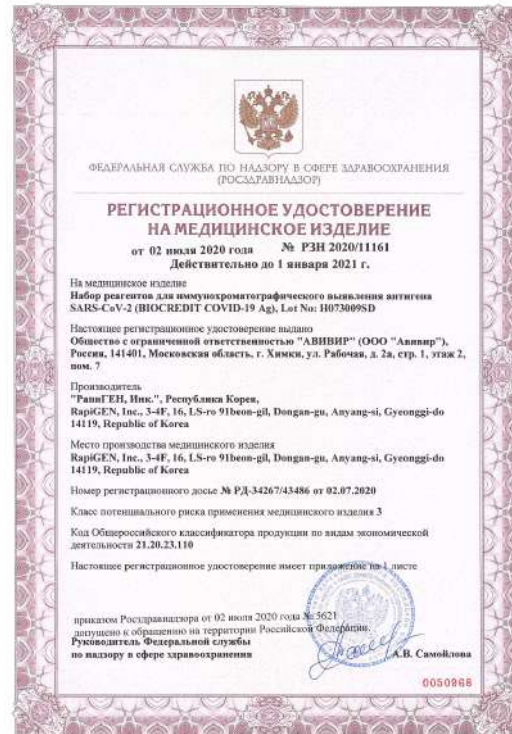 ФЕДЕРАЛЬНАЯ СЛУЖБА ПО НАДЗОРУ В СФЕРЕ ЗДРАВООХРАНЕНИЯ
(РОСЗДРАВНАДЗОР)
РЕГИСТРАЦИОННОЕ УДОСТОВЕРЕНИЕ
НА МЕДИЦИНСКОЕ ИЗДЕЛИЕ
от 02 июля 2020 года № РЗН 2020/11161
Действительно до 1 января 2021 г.
На медицинское изделие
Набор реагентов для иммунохроматографического выявления антигена
SARS-CoV-2 (BIOCREDIT COVID-19 Ag), Lot No: H073009SD
Настоящее регистрационное удостоверение выдано
Общество с ограниченной ответственностью "АВИВИР" (ООО "Авивир"),
Россия, 141401, Московская область, г. Химки, ул. Рабочая, д. 2а, стр. 1, этаж 2,
пом. 7
Производитель
"РапиГЕН, Инк.", Республика Корея,
RapiGEN, Inc., 3-4F, 16, LS-ro 91beon-gil, Dongan-gu, Anyang-si, Gyeonggi-do
14119, Republic of Korea
Место производства медицинского изделия
RapiGEN, Inc., 3-4F, 16, LS-ro 91beon-gil, Dongan-gu, Anyang-si, Gyeonggi-do
14119, Republic of Korea
Номер регистрационного досье № РД-34267/43486 от 02.07.2020
Класс потенциального риска применения медицинского изделия 3
Код Общероссийского классификатора продукции по видам экономической
деятельности 21.20.23.110
Настоящее регистрационное удостоверение имеет приложение на 1 листе
приказом Росздравнадзора от 02 июля 2020 года № 5621
допущено к обращению на территории Российской Федерации.
Руководитель Федеральной службы
по надзору в сфере здравоохранения А.В. Самойлова
0050968